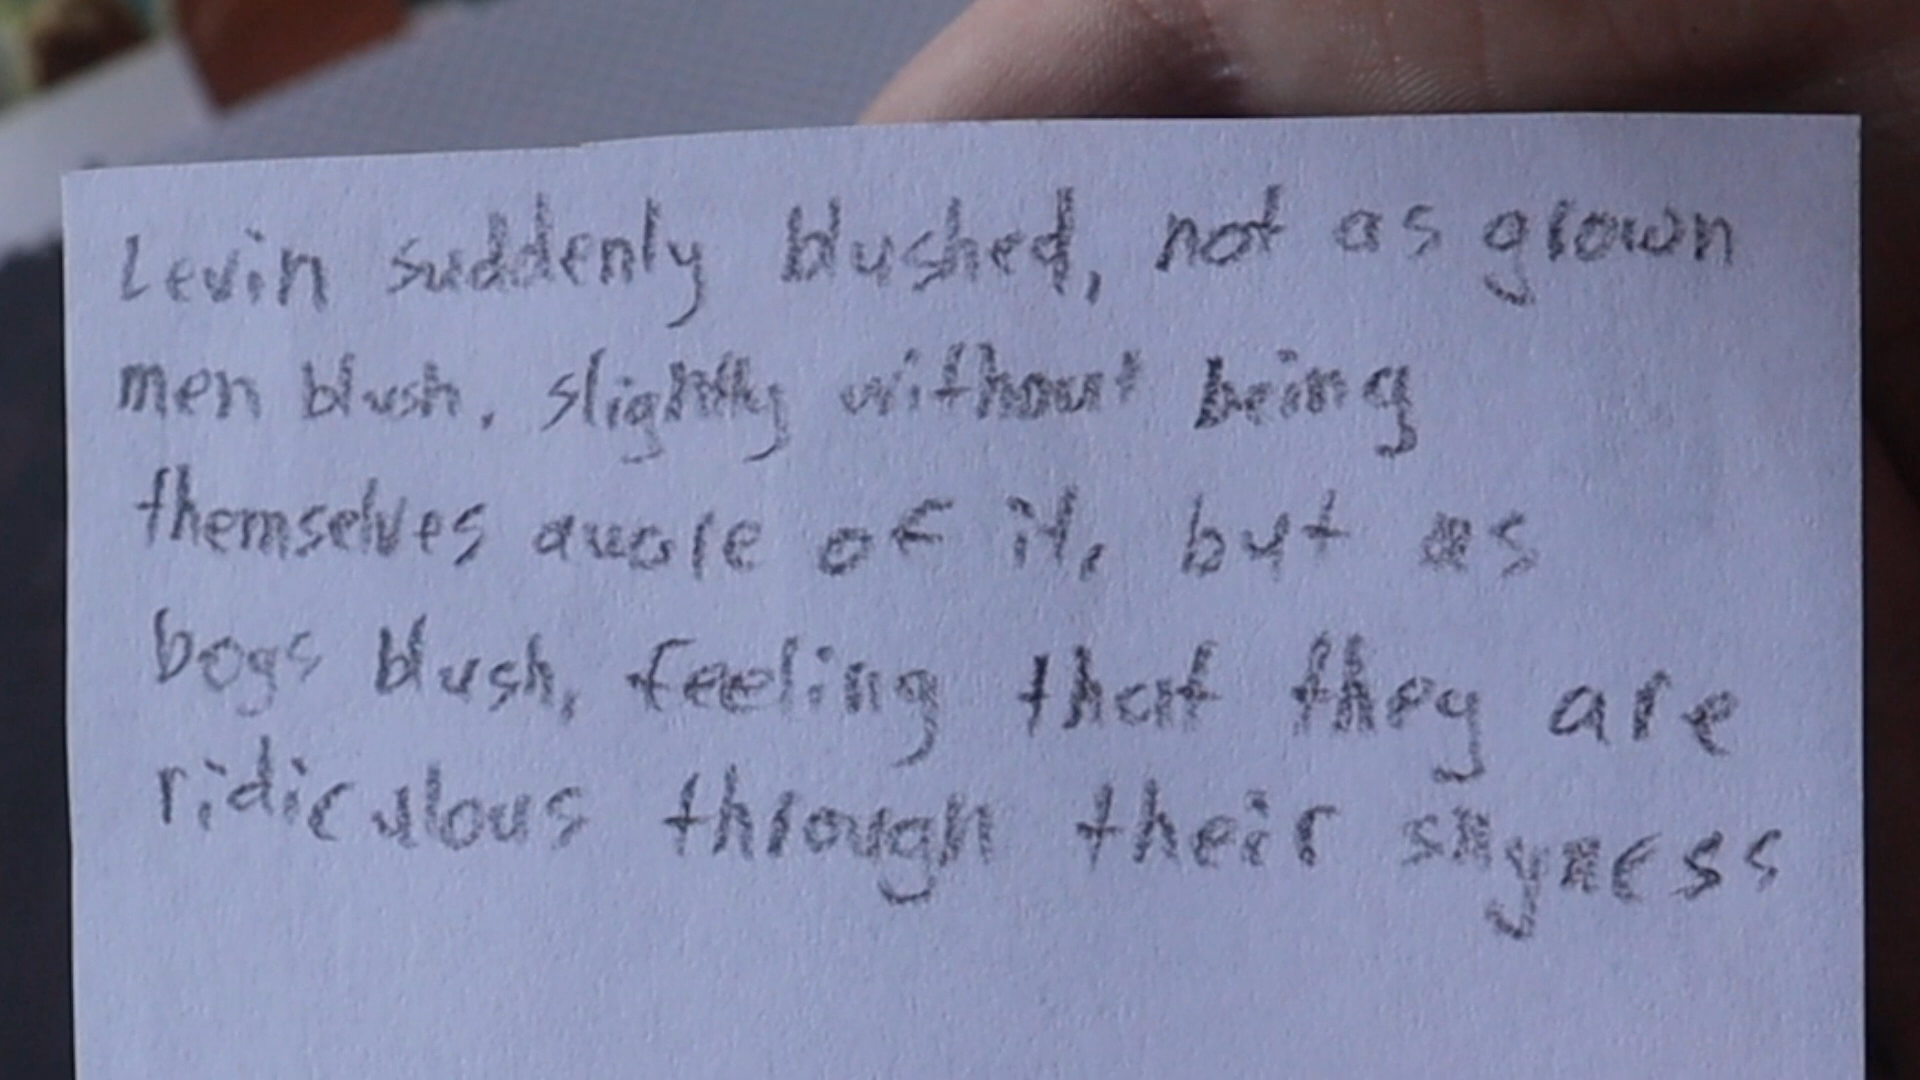 Levin suddenly blushed, not as grown
men blush, slightly without being
themselves aware of it, but as
boys blush, feeling that they are
ridiculous through their shyness